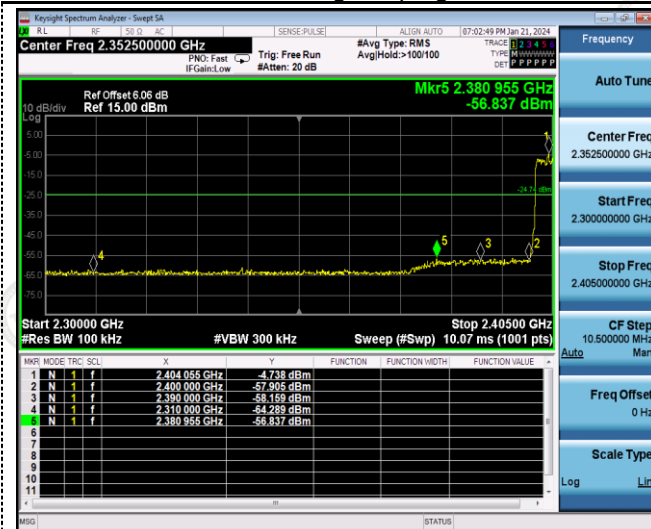 Keysight Spectrum Analyzer - Swept SA
RL RF 50 Ω AC SENSE:PULSE ALIGN AUTO 07:02:49 PM Jan 21, 2024
Center Freq 2.352500000 GHz
PNO: Fast
IFGain:Low
Trig: Free Run
#Atten: 20 dB
#Avg Type: RMS
Avg|Hold:>100/100
TRACE 1 2 3 4 5 6
TYPE M W W W W W
DET P P P P P P
Frequency
Ref Offset 6.06 dB
10 dB/div Ref 15.00 dBm
Log
Mkr5 2.380 955 GHz
-56.837 dBm
5.00
-5.00
-15.0
-25.0
-35.0
-45.0
-55.0
-65.0
-75.0
-24.74 dBm
1
2
3
4
5
Start 2.30000 GHz Stop 2.40500 GHz
#Res BW 100 kHz #VBW 300 kHz Sweep (#Swp) 10.07 ms (1001 pts)
MKR MODE TRC SCL X Y FUNCTION FUNCTION WIDTH FUNCTION VALUE
1 N 1 f 2.404 055 GHz -4.738 dBm
2 N 1 f 2.400 000 GHz -57.905 dBm
3 N 1 f 2.390 000 GHz -58.159 dBm
4 N 1 f 2.310 000 GHz -64.289 dBm
5 N 1 f 2.380 955 GHz -56.837 dBm
6
7
8
9
10
11
MSG STATUS
Auto Tune
Center Freq
2.352500000 GHz
Start Freq
2.300000000 GHz
Stop Freq
2.405000000 GHz
CF Step
10.500000 MHz
Auto Man
Freq Offset
0 Hz
Scale Type
Log Lin